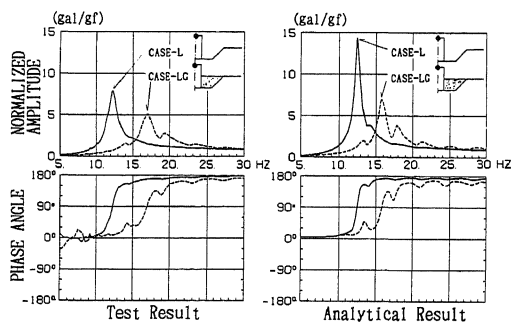 (gal/gf)
15
10
5
0
NORMALIZED
AMPLITUDE
CASE-L
CASE-LG
5. 10. 15. 20. 25. 30 HZ
180°
90°
0°
-90°
-180°
PHASE ANGLE
Test Result
(gal/gf)
15
10
5
0
CASE-L
CASE-LG
5. 10. 15. 20. 25. 30 HZ
180°
90°
0°
-90°
-180°
Analytical Result